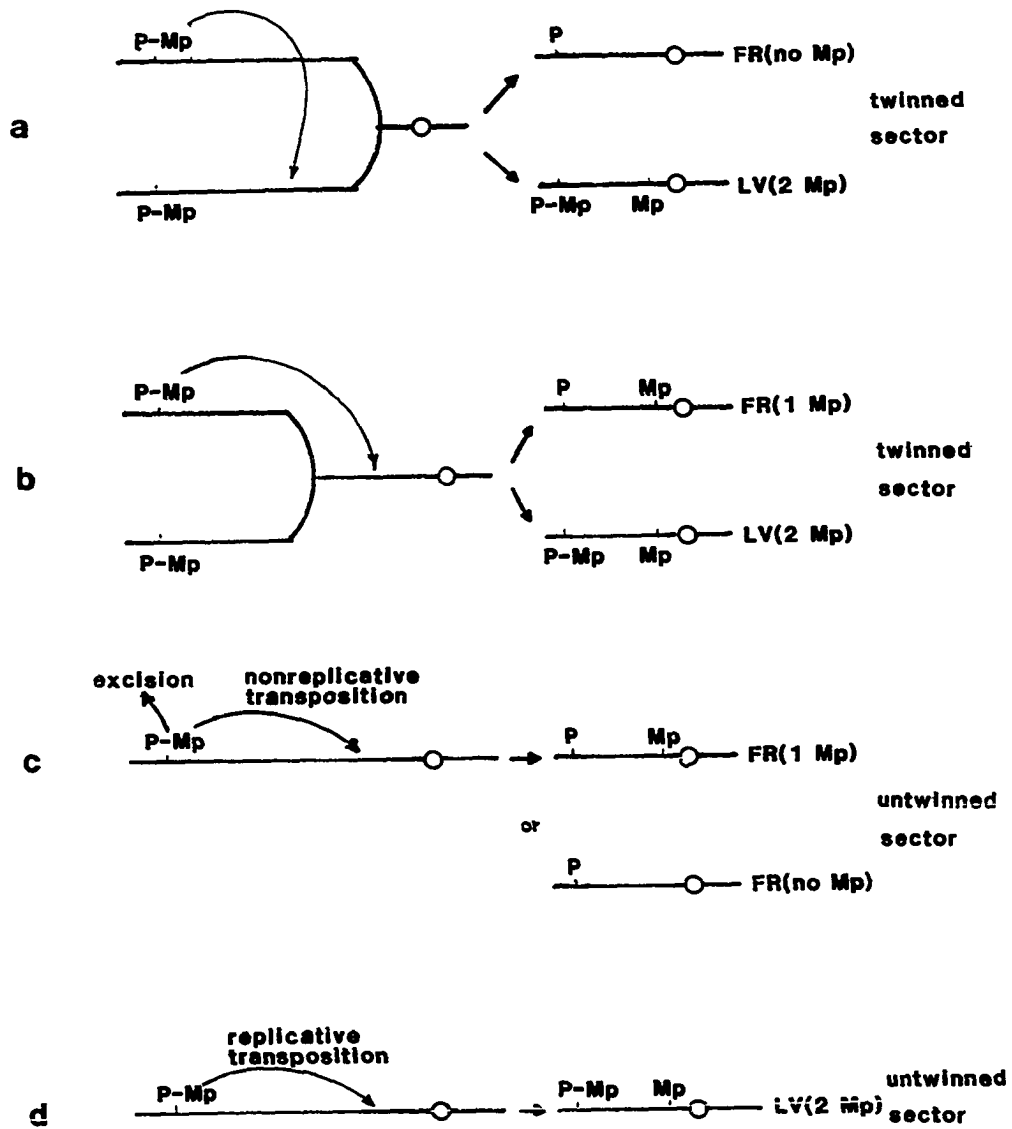 a
P-Mp
P-Mp
P
FR(no Mp)
P-Mp
Mp
LV(2 Mp)
twinned
sector
b
P-Mp
P-Mp
P
Mp
FR(1 Mp)
P-Mp
Mp
LV(2 Mp)
twinned
sector
c
excision
nonreplicative
transposition
P-Mp
P
Mp
FR(1 Mp)
or
P
FR(no Mp)
untwinned
sector
d
replicative
transposition
P-Mp
P-Mp
Mp
LV(2 Mp)
untwinned
sector